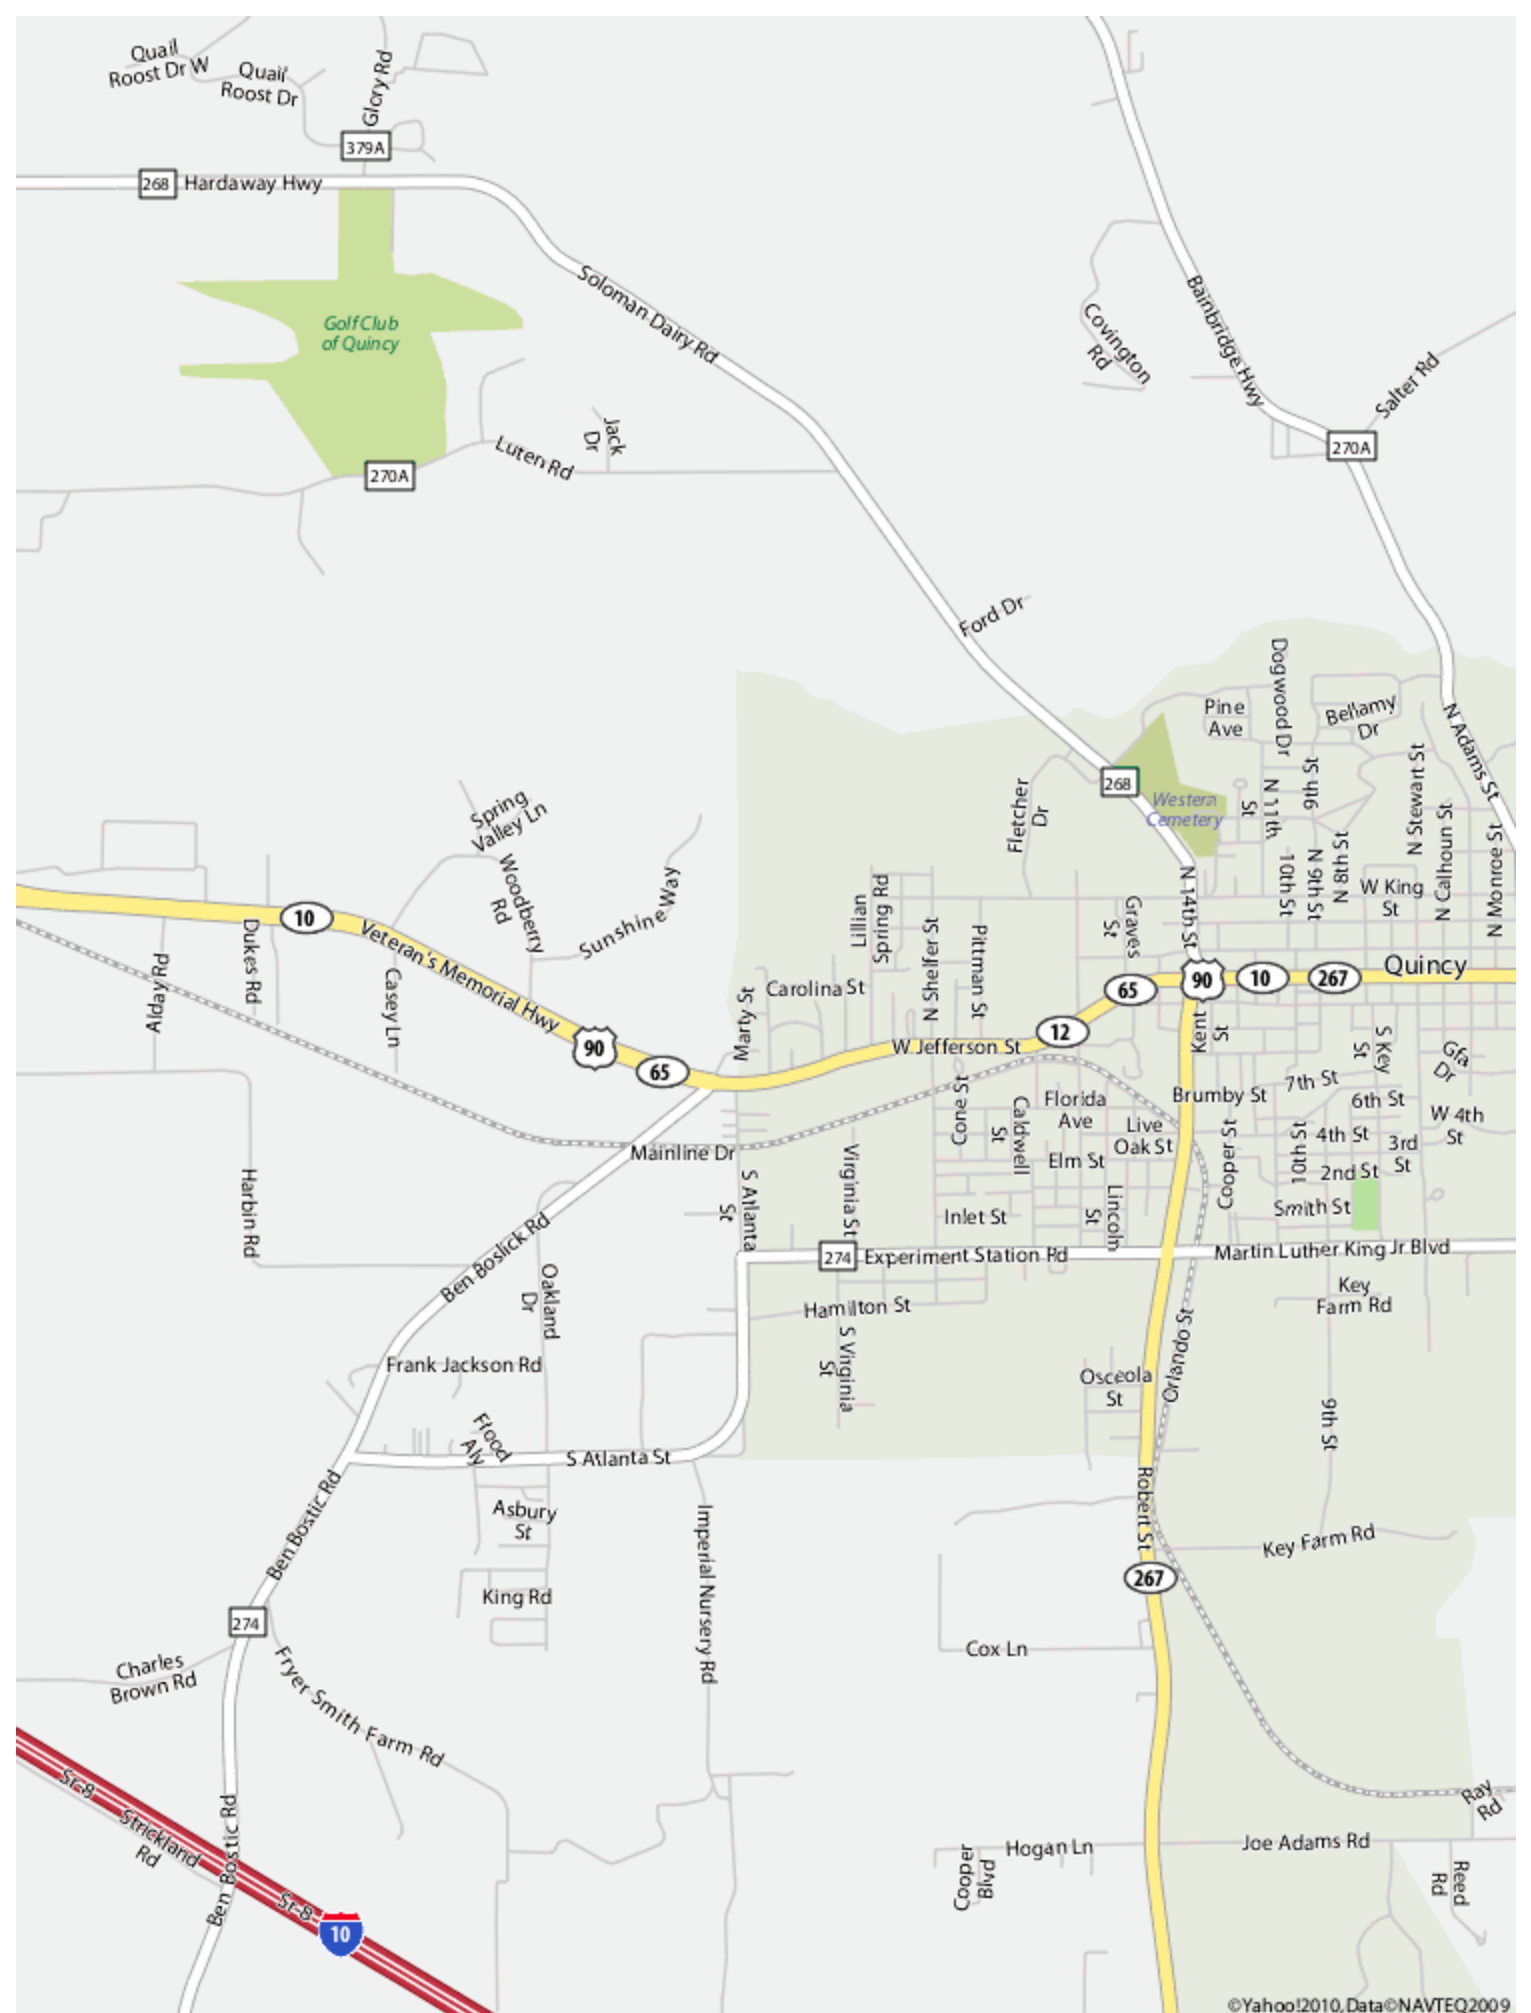 Quail
Roost Dr W
Quail
Roost Dr
Glory Rd
379A
268
Hardaway Hwy
Golf Club
of Quincy
Soloman Dairy Rd
Bainbridge Hwy
Covington
Rd
Salter Rd
270A
Jack
Dr
Luten Rd
270A
Ford Dr
Dogwood Dr
Pine
Ave
Bellamy
Dr
N Adams St
268
Western
Cemetery
Fletcher
Dr
N 11th
St
9th St
N Stewart St
N Calhoun St
N Monroe St
N 8th St
N 9th St
10th St
W King
St
Spring
Valley Ln
Woodberry
Rd
Sunshine Way
Lillian
Spring Rd
N Shelfer St
Pittman St
Graves
St
N 14th St
10
Veteran's Memorial Hwy
Dukes Rd
Alday Rd
Casey Ln
Marty St
Carolina St
Quincy
65
90
10
267
90
65
W Jefferson St
12
Kent
St
S Key
St
Gfa
Dr
7th St
6th St
W 4th
St
Brumby St
Cone St
Caldwell
St
Florida
Ave
Live
Oak St
Elm St
Cooper St
10th St
4th St
3rd
St
2nd St
Smith St
Mainline Dr
Harbin Rd
Virginia St
S Atlanta
St
Lincoln
St
Inlet St
Ben Boslick Rd
274
Experiment Station Rd
Martin Luther King Jr Blvd
Oakland
Dr
Hamilton St
Key
Farm Rd
S Virginia
St
Orlando St
Frank Jackson Rd
Osceola
St
9th St
Flood
Aly
S Atlanta St
Ben Bostic Rd
Asbury
St
Imperial Nursery Rd
Robert St
Key Farm Rd
267
King Rd
274
Cox Ln
Charles
Brown Rd
Fryer Smith Farm Rd
Sr-8
Strickland
Rd
Ben Bostic Rd
Ray
Rd
Hogan Ln
Joe Adams Rd
Cooper
Blvd
Reed
Rd
Sr-8
10
©Yahoo!2010, Data©NAVTEQ2009